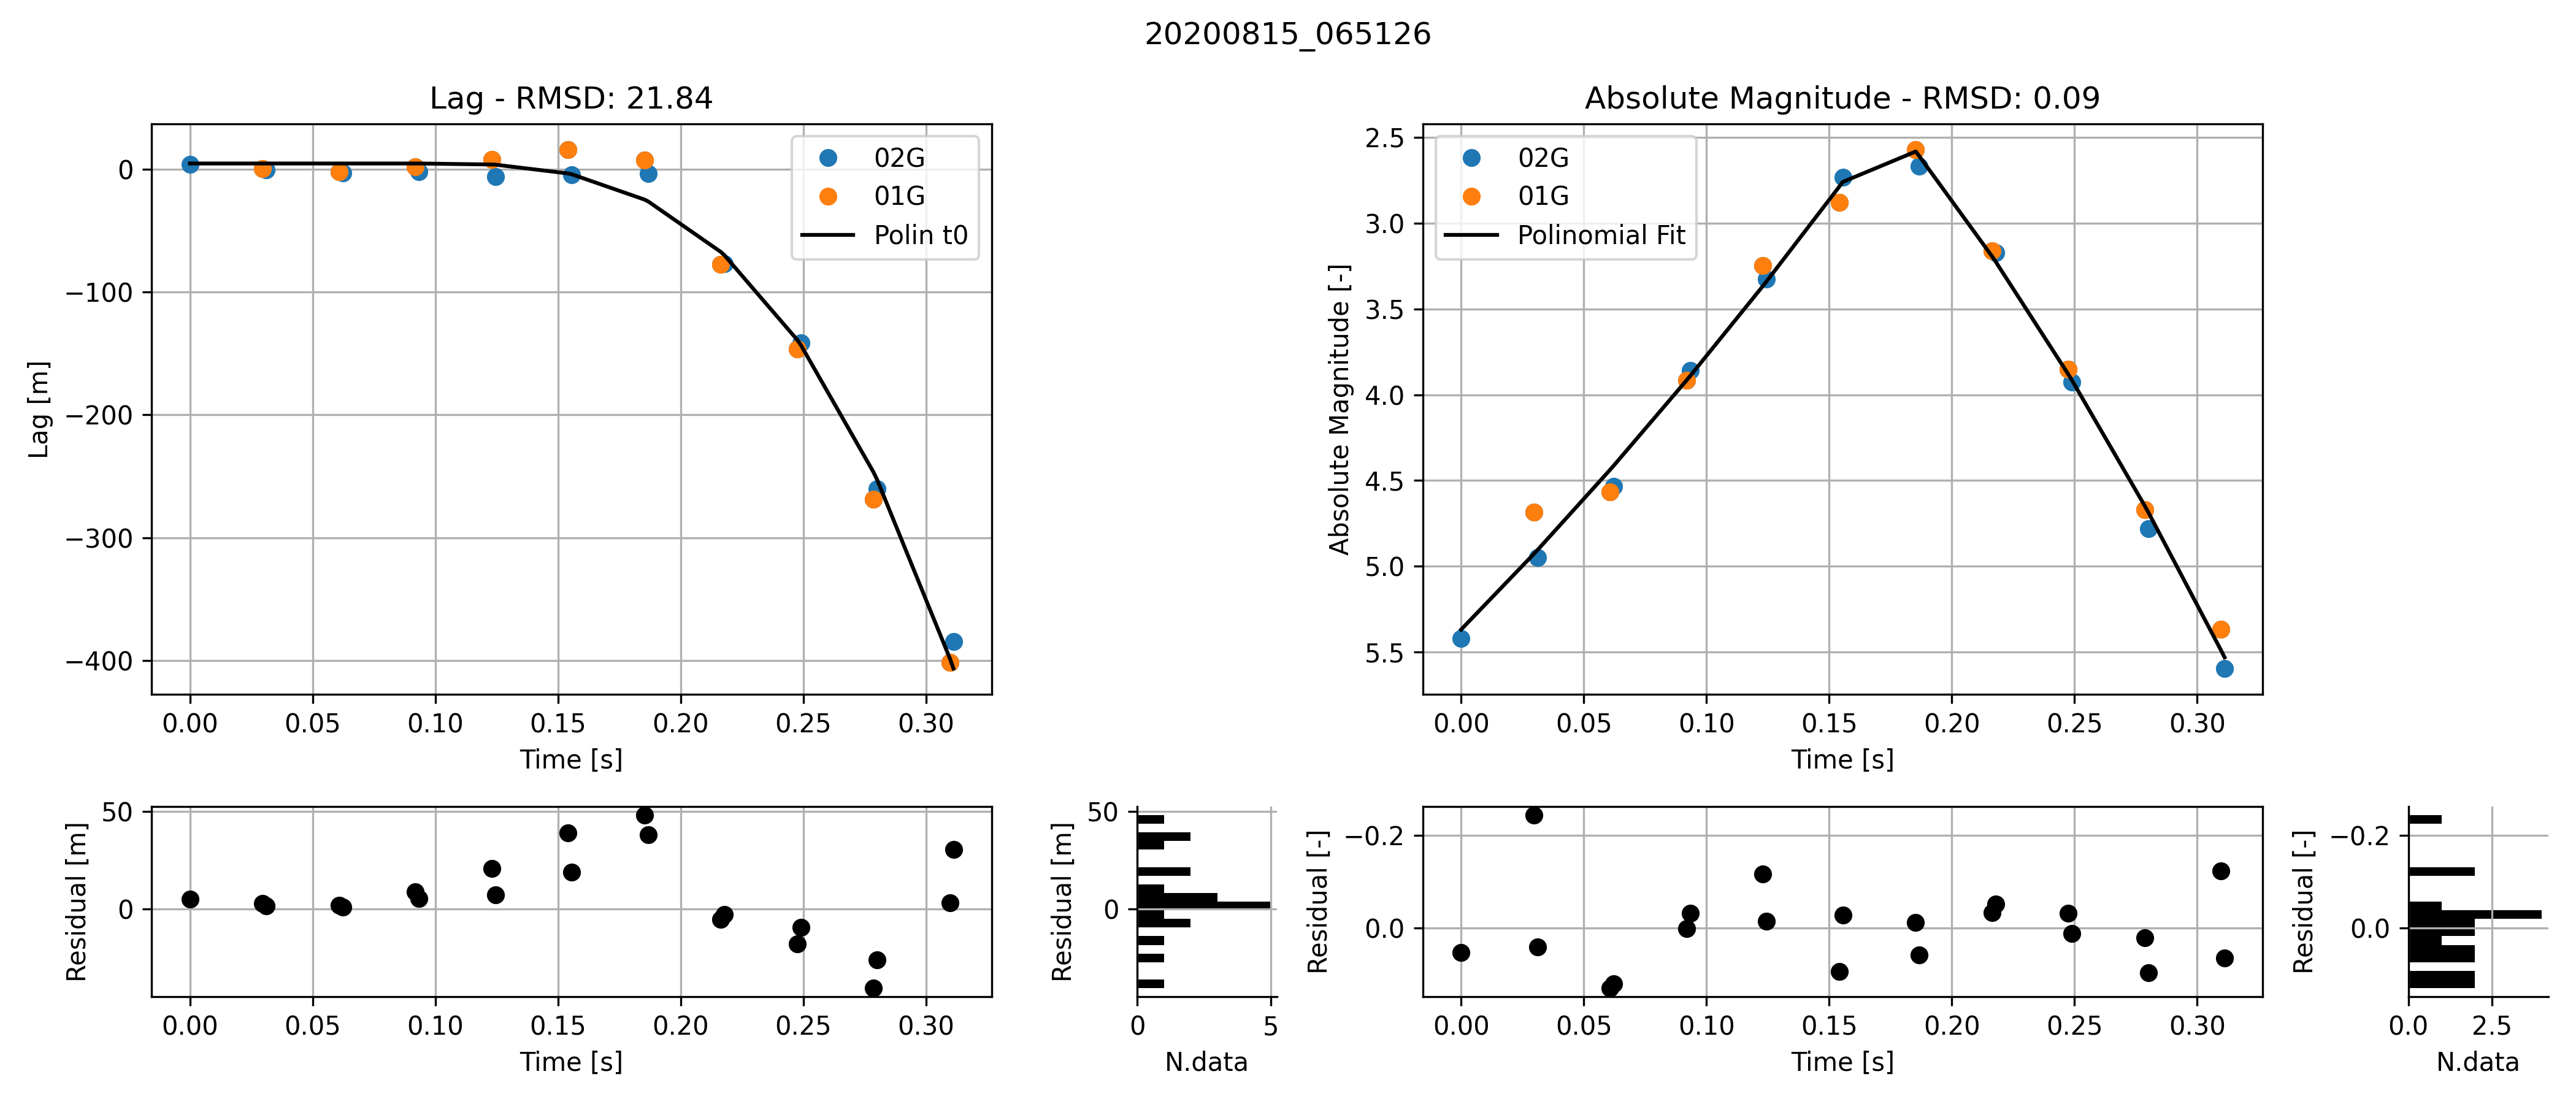 20200815_065126
Lag - RMSD: 21.84
02G
01G
Polin t0
0
−100
−200
−300
−400
Lag [m]
0.00 0.05 0.10 0.15 0.20 0.25 0.30
Time [s]
Absolute Magnitude - RMSD: 0.09
02G
01G
Polinomial Fit
2.5
3.0
3.5
4.0
4.5
5.0
5.5
Absolute Magnitude [-]
0.00 0.05 0.10 0.15 0.20 0.25 0.30
Time [s]
50
0
Residual [m]
0.00 0.05 0.10 0.15 0.20 0.25 0.30
Time [s]
50
0
Residual [m]
0 5
N.data
−0.2
0.0
Residual [-]
0.00 0.05 0.10 0.15 0.20 0.25 0.30
Time [s]
−0.2
0.0
Residual [-]
0.0 2.5
N.data